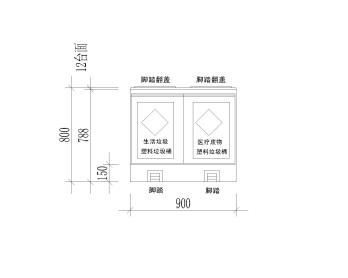 12台面
脚踏翻盖 脚踏翻盖
800
788
150
生活垃圾
塑料垃圾桶
医疗废物
塑料垃圾桶
脚踏 脚踏
900